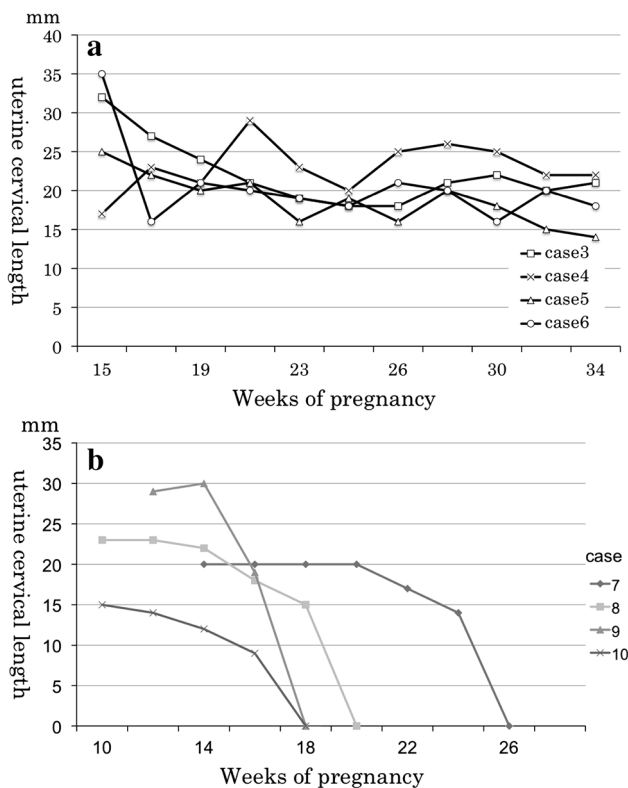 mm
a
40
35
30
25
20
15
10
5
0
uterine cervical length
case3
case4
case5
case6
15 19 23 26 30 34
Weeks of pregnancy
mm
b
35
30
25
20
15
10
5
0
uterine cervical length
case
7
8
9
10
10 14 18 22 26
Weeks of pregnancy